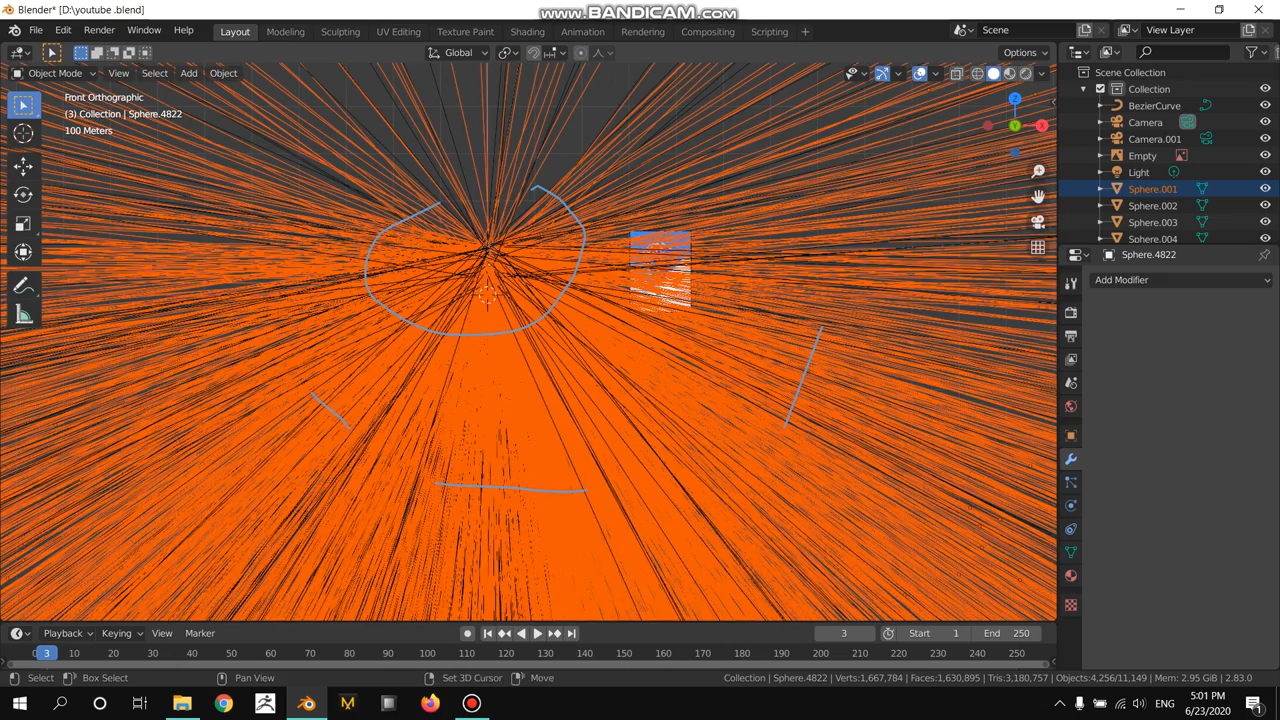 Blender* [D:\youtube .blend]
www.BANDICAM.com
File Edit Render Window Help Layout Modeling Sculpting UV Editing Texture Paint Shading Animation Rendering Compositing Scripting + Scene View Layer
Global Options
Object Mode View Select Add Object
Scene Collection
Collection
Front Orthographic
(3) Collection | Sphere.4822
100 Meters
BezierCurve
Camera
Camera.001
Empty
Light
Sphere.001
Sphere.002
Sphere.003
Sphere.004
Sphere.4822
Add Modifier
Z
Y
X
Playback Keying View Marker 3 Start 1 End 250
0 3 10 20 30 40 50 60 70 80 90 100 110 120 130 140 150 160 170 180 190 200 210 220 230 240 250
Select Box Select Pan View Set 3D Cursor Move Collection | Sphere.4822 | Verts:1,667,784 | Faces:1,630,895 | Tris:3,180,757 | Objects:4,256/11,149 | Mem: 2.95 GiB | 2.83.0
5:01 PM
6/23/2020
1